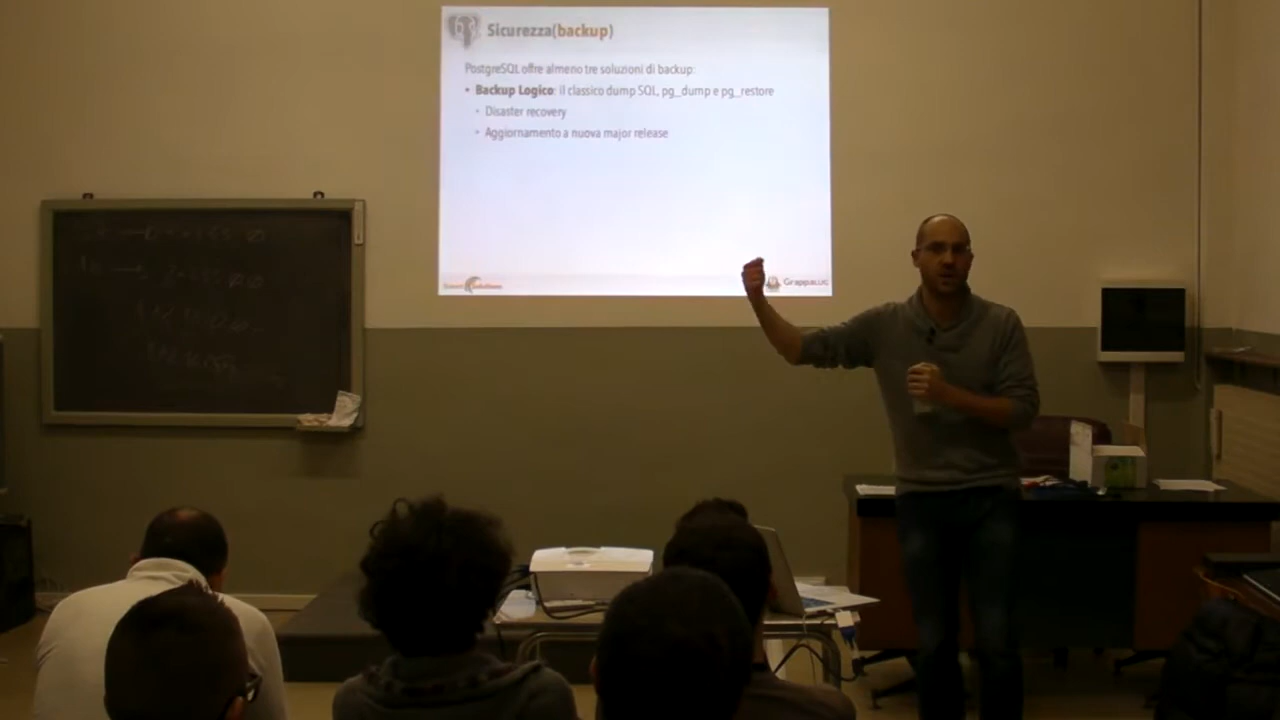 Sicurezza(backup)
PostgreSQL offre almeno tre soluzioni di backup:
• Backup Logico: il classico dump SQL, pg_dump e pg_restore
• Disaster recovery
• Aggiornamento a nuova major release
Solutions
GrappaLUG